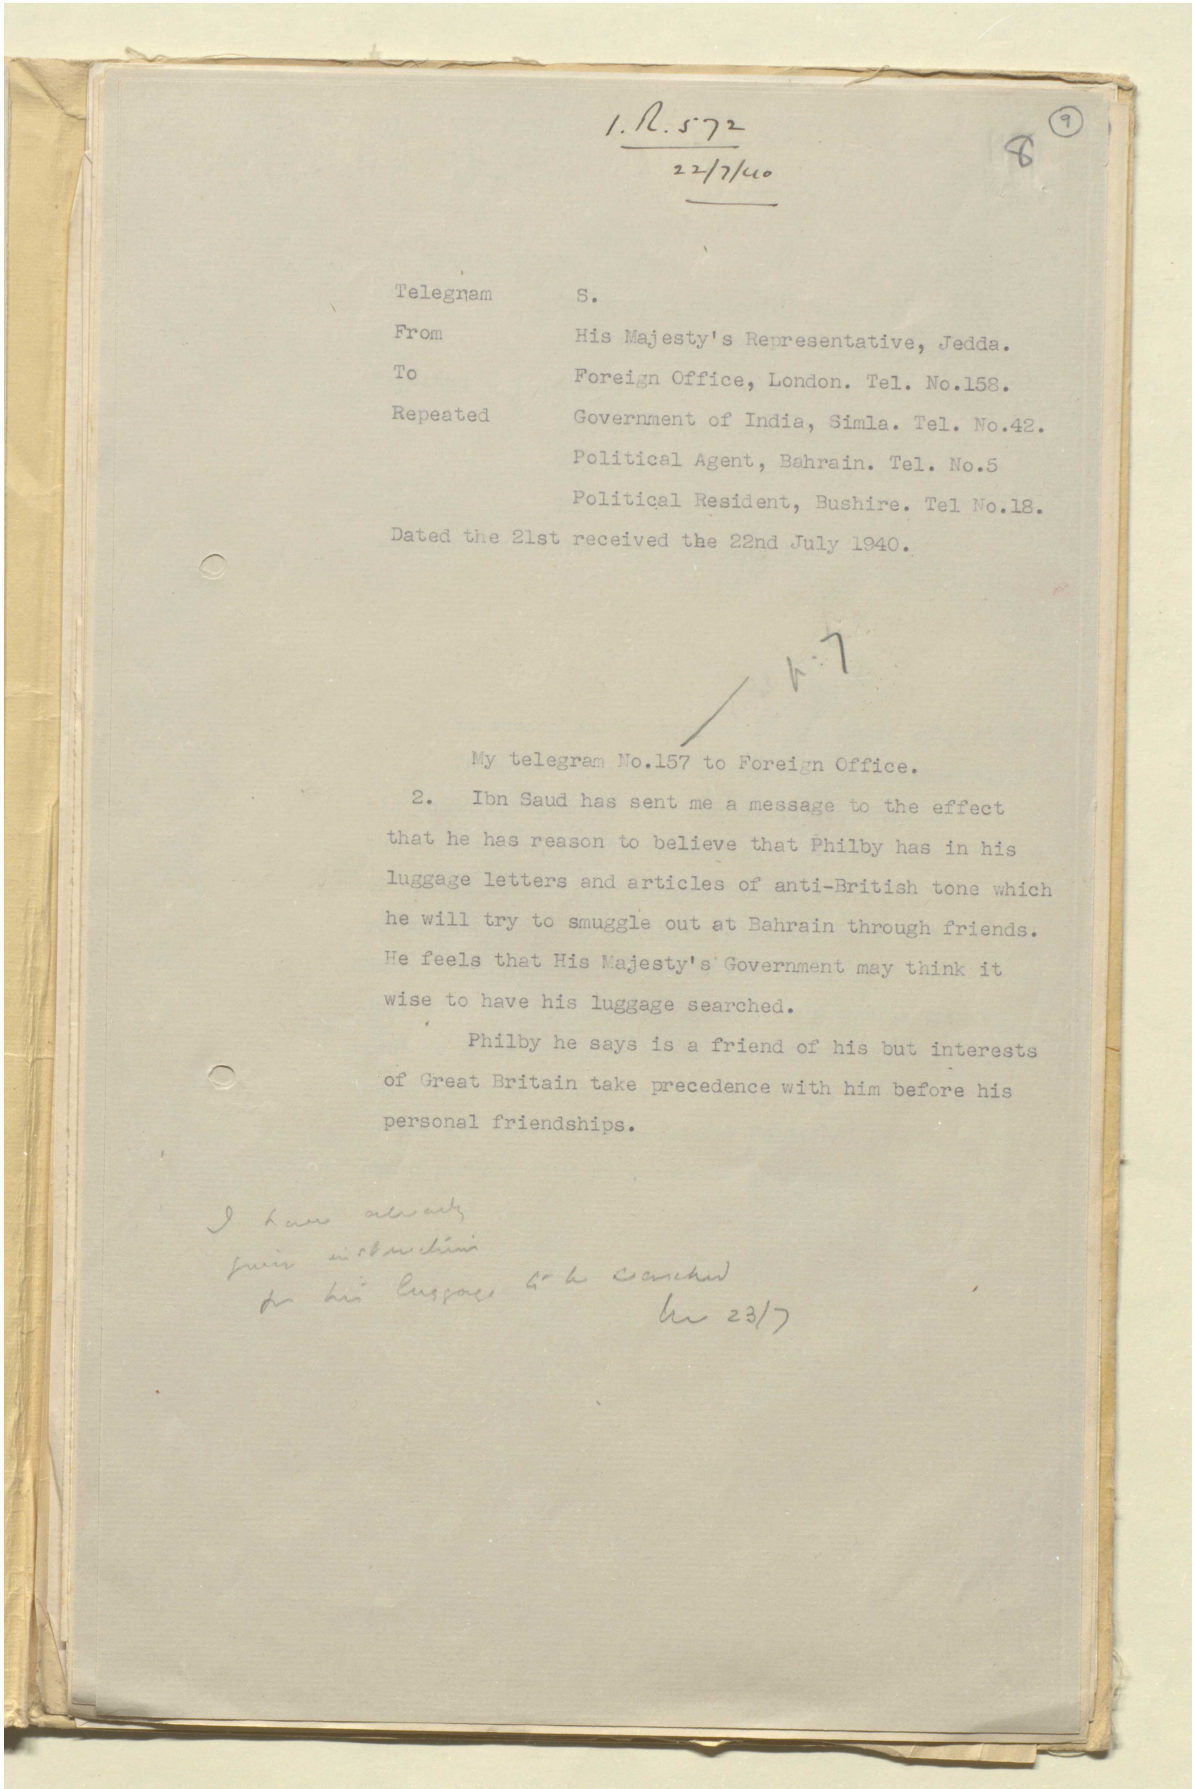 I.R. 572
22/7/40
9
8
Telegram S.
From His Majesty's Representative, Jedda.
To Foreign Office, London. Tel. No.158.
Repeated Government of India, Simla. Tel. No.42.
Political Agent, Bahrain. Tel. No.5
Political Resident, Bushire. Tel No.18.
Dated the 21st received the 22nd July 1940.
p.7
My telegram No.157 to Foreign Office.
2. Ibn Saud has sent me a message to the effect
that he has reason to believe that Philby has in his
luggage letters and articles of anti-British tone which
he will try to smuggle out at Bahrain through friends.
He feels that His Majesty's Government may think it
wise to have his luggage searched.
Philby he says is a friend of his but interests
of Great Britain take precedence with him before his
personal friendships.
I have already
given instructions
for his luggage to be searched
23/7